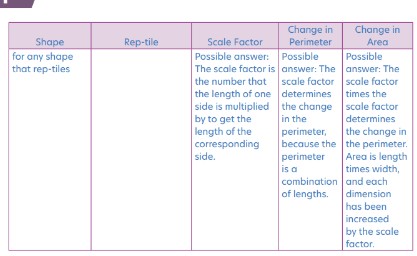 Shape
Rep-tile
Scale Factor
Change in
Perimeter
Change in
Area
for any shape
that rep-tiles
Possible answer:
The scale factor is
the number that
the length of one
side is multiplied
by to get the
length of the
corresponding
side.
Possible
answer: The
scale factor
determines
the change
in the
perimeter,
because the
perimeter
is a
combination
of lengths.
Possible
answer: The
scale factor
times the
scale factor
determines
the change in
the perimeter.
Area is length
times width,
and each
dimension
has been
increased
by the scale
factor.